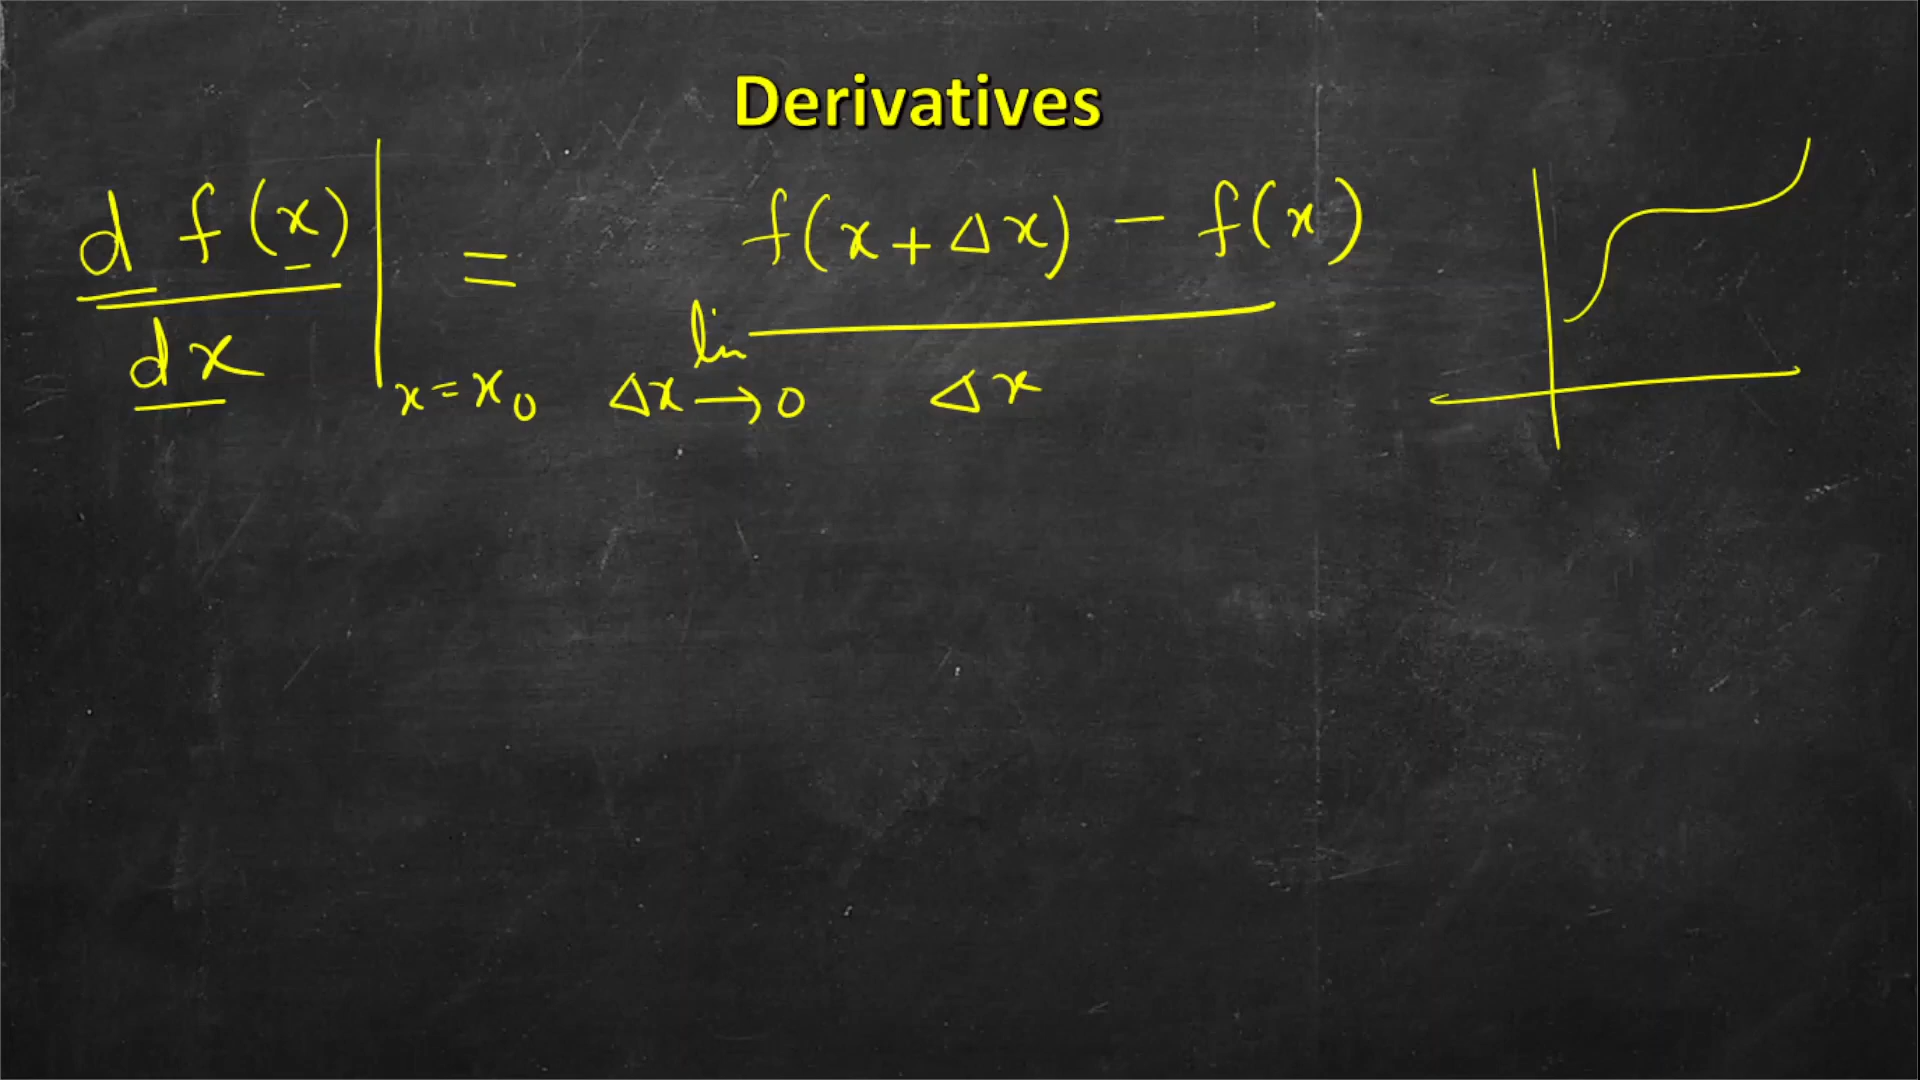 Derivatives
d f(x) / dx | x=x₀ = lim Δx→0 f(x+Δx) − f(x) / Δx